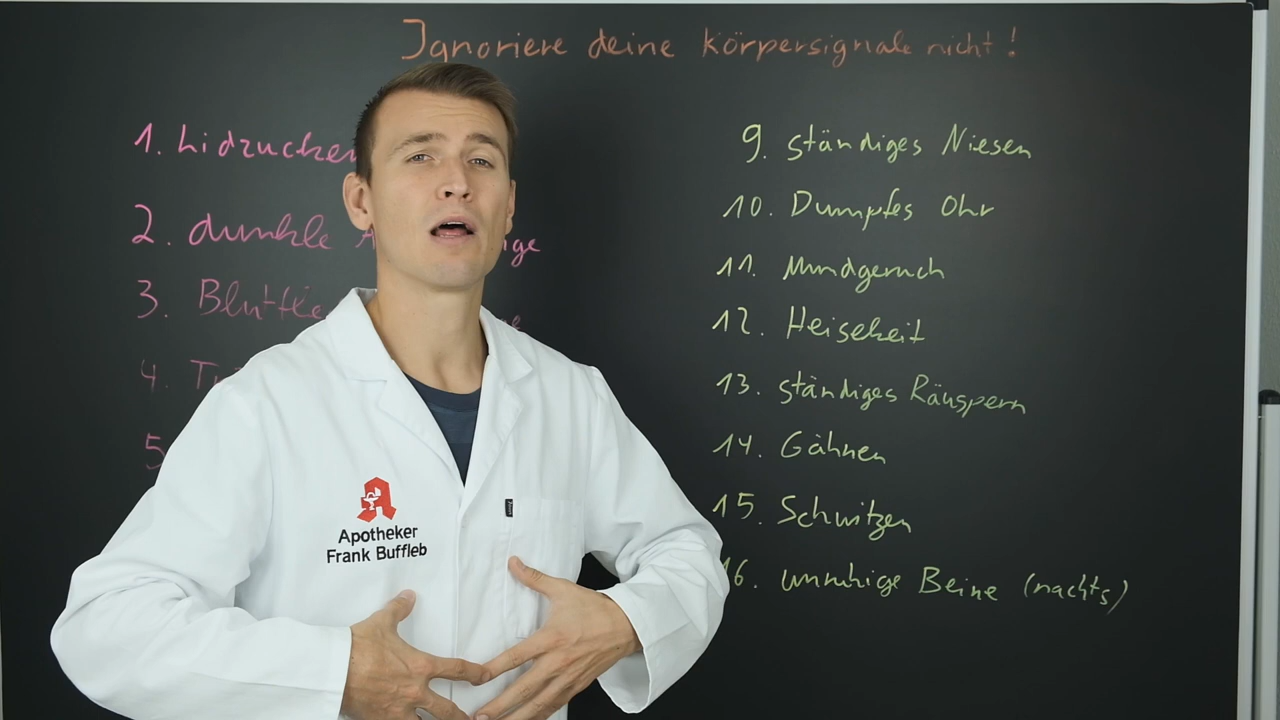 Ignoriere deine Körpersignale nicht!
1. Lidzucken
2. dunkle
3.
4.
5.
9. ständiges Niesen
10. Dumpfes Ohr
11. Mundgeruch
12. Heiserkeit
13. ständiges Räuspern
14. Gähnen
15. Schwitzen
16. unruhige Beine (nachts)
Apotheker
Frank Buffleb